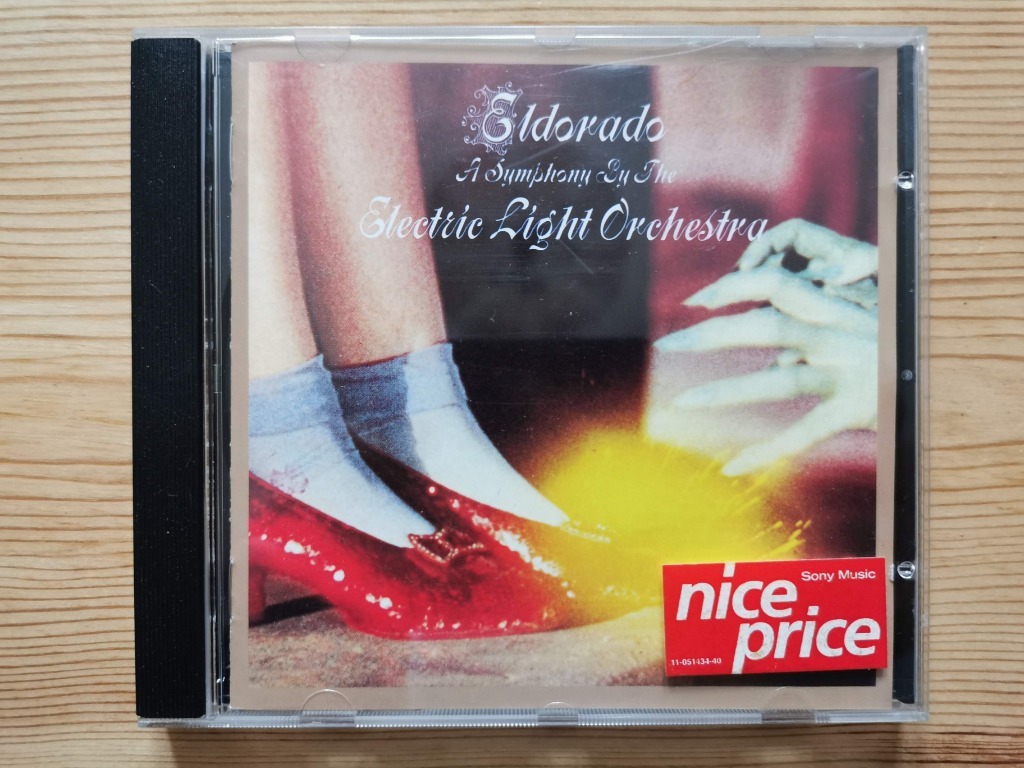 Eldorado
A Symphony By The
Electric Light Orchestra
Sony Music
nice
price
11-051434-40